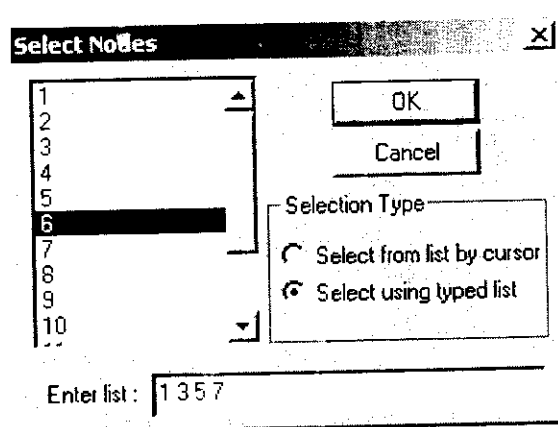 Select Nodes
1
2
3
4
5
6
7
8
9
10
OK
Cancel
Selection Type
Select from list by cursor
Select using typed list
Enter list : 1 3 5 7